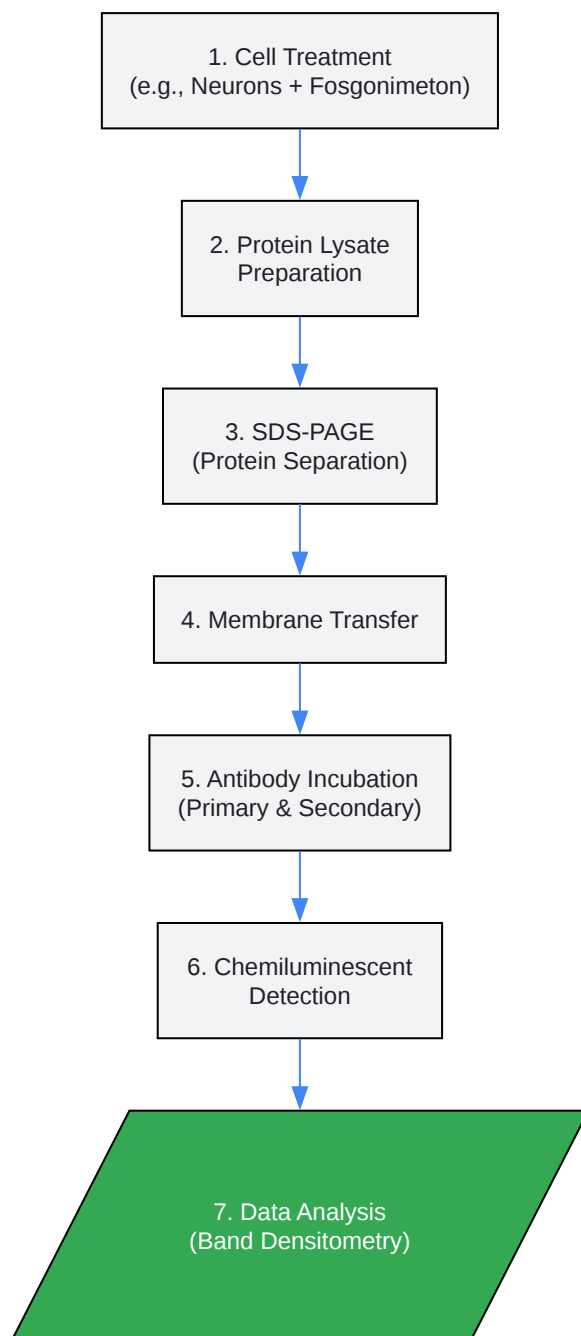 1. Cell Treatment
(e.g., Neurons + Fosgonimeton)
2. Protein Lysate
Preparation
3. SDS-PAGE
(Protein Separation)
4. Membrane Transfer
5. Antibody Incubation
(Primary & Secondary)
6. Chemiluminescent
Detection
7. Data Analysis
(Band Densitometry)